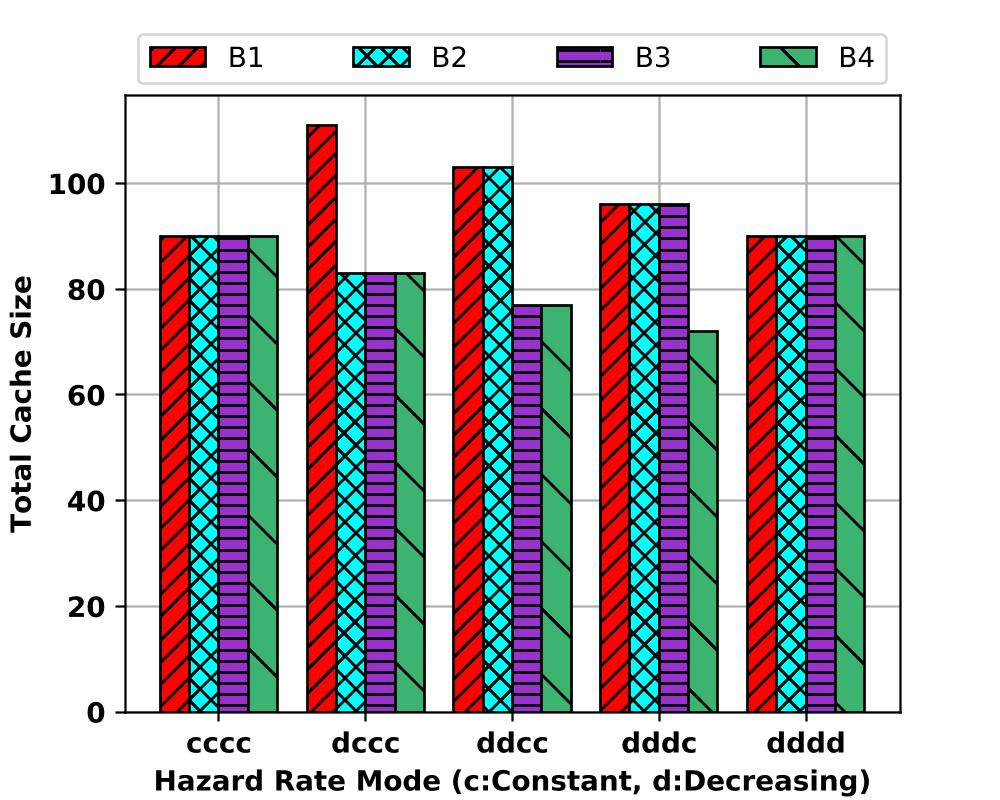 B1 B2 B3 B4
100
80
60
40
20
0
Total Cache Size
cccc dccc ddcc dddc dddd
Hazard Rate Mode (c:Constant, d:Decreasing)